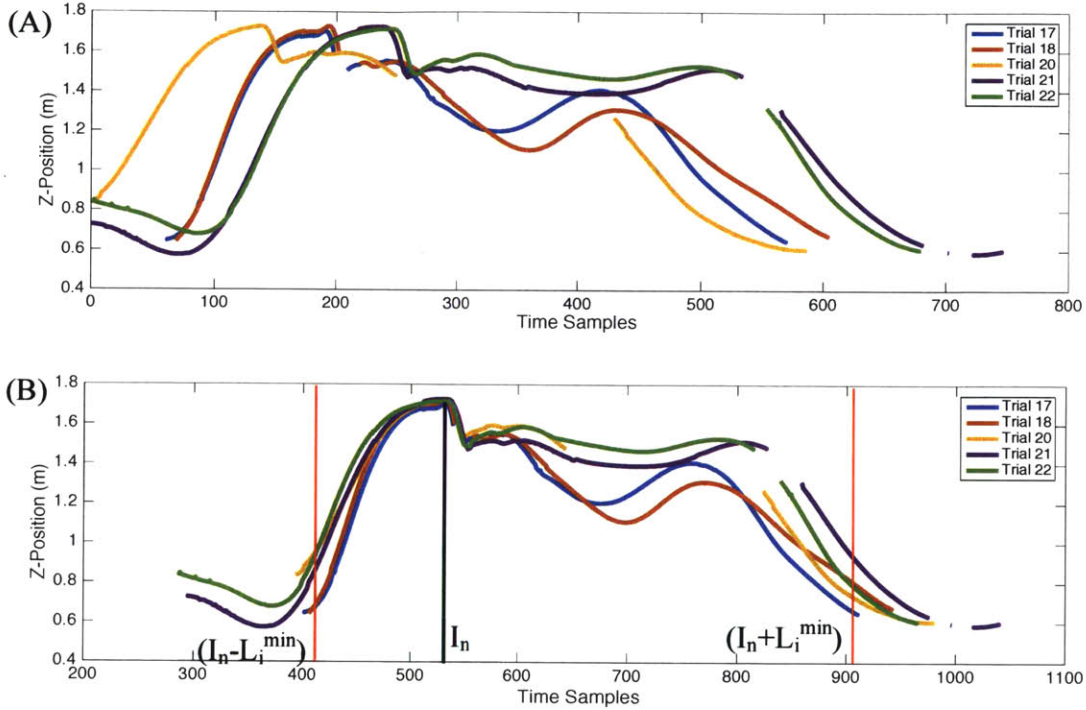 (A)
Z-Position (m)
1.8
1.6
1.4
1.2
1
0.8
0.6
0.4
0 100 200 300 400 500 600 700 800
Time Samples
Trial 17
Trial 18
Trial 20
Trial 21
Trial 22
(B)
Z-Position (m)
1.8
1.6
1.4
1.2
1
0.8
0.6
0.4
(Iₙ-Lᵢᵐⁱⁿ) Iₙ (Iₙ+Lᵢᵐⁱⁿ)
200 300 400 500 600 700 800 900 1000 1100
Time Samples
Trial 17
Trial 18
Trial 20
Trial 21
Trial 22